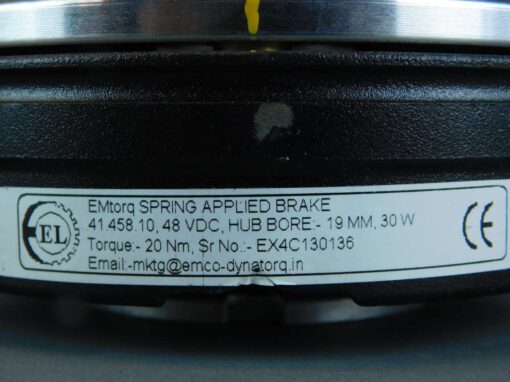 EL
EMtorq SPRING APPLIED BRAKE
41.458.10, 48 VDC, HUB BORE:- 19 MM, 30 W
Torque:- 20 Nm, Sr No.:- EX4C130136
Email:-mktg@emco-dynatorq.in
CE